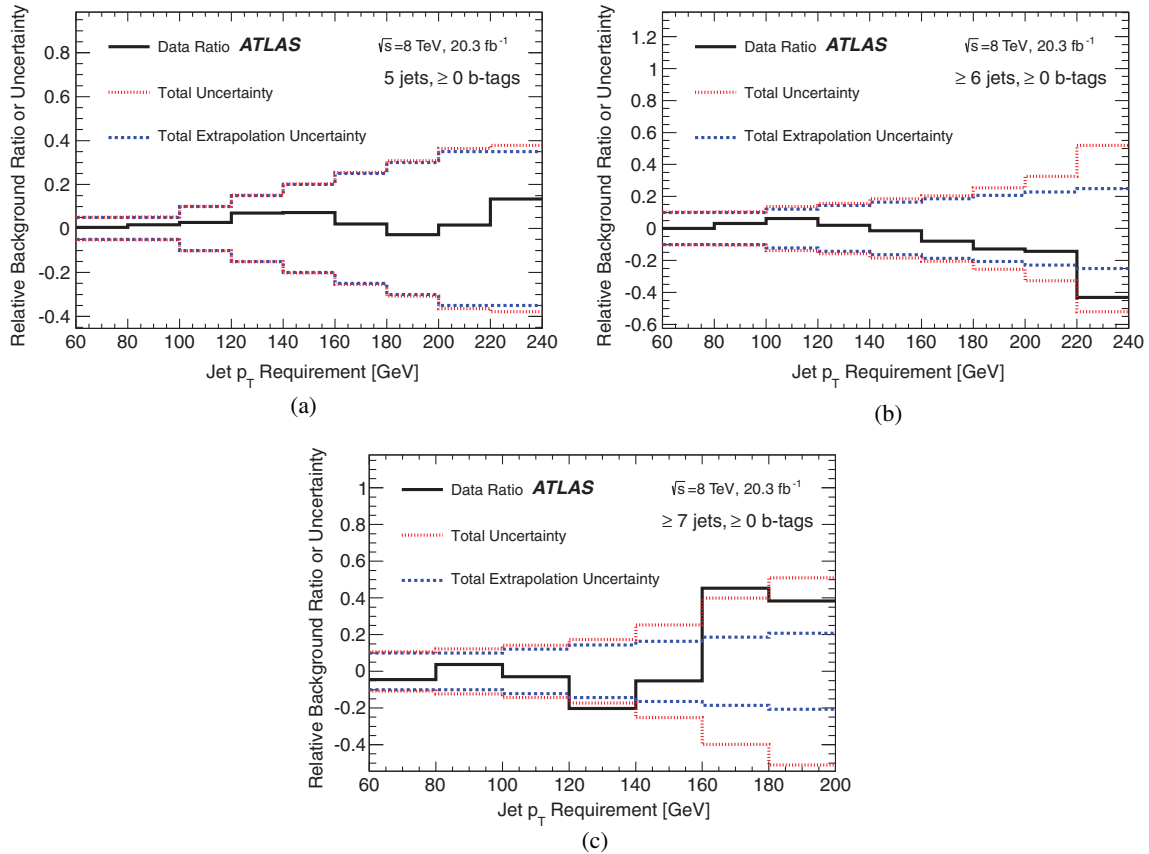 Relative Background Ratio or Uncertainty
0.8
0.6
0.4
0.2
0
-0.2
-0.4
Data Ratio ATLAS
√s=8 TeV, 20.3 fb⁻¹
5 jets, ≥ 0 b-tags
Total Uncertainty
Total Extrapolation Uncertainty
60 80 100 120 140 160 180 200 220 240
Jet p_T Requirement [GeV]
(a)
Relative Background Ratio or Uncertainty
1.2
1
0.8
0.6
0.4
0.2
0
-0.2
-0.4
-0.6
Data Ratio ATLAS
√s=8 TeV, 20.3 fb⁻¹
≥ 6 jets, ≥ 0 b-tags
Total Uncertainty
Total Extrapolation Uncertainty
60 80 100 120 140 160 180 200 220 240
Jet p_T Requirement [GeV]
(b)
Relative Background Ratio or Uncertainty
1
0.8
0.6
0.4
0.2
0
-0.2
-0.4
Data Ratio ATLAS
√s=8 TeV, 20.3 fb⁻¹
≥ 7 jets, ≥ 0 b-tags
Total Uncertainty
Total Extrapolation Uncertainty
60 80 100 120 140 160 180 200
Jet p_T Requirement [GeV]
(c)